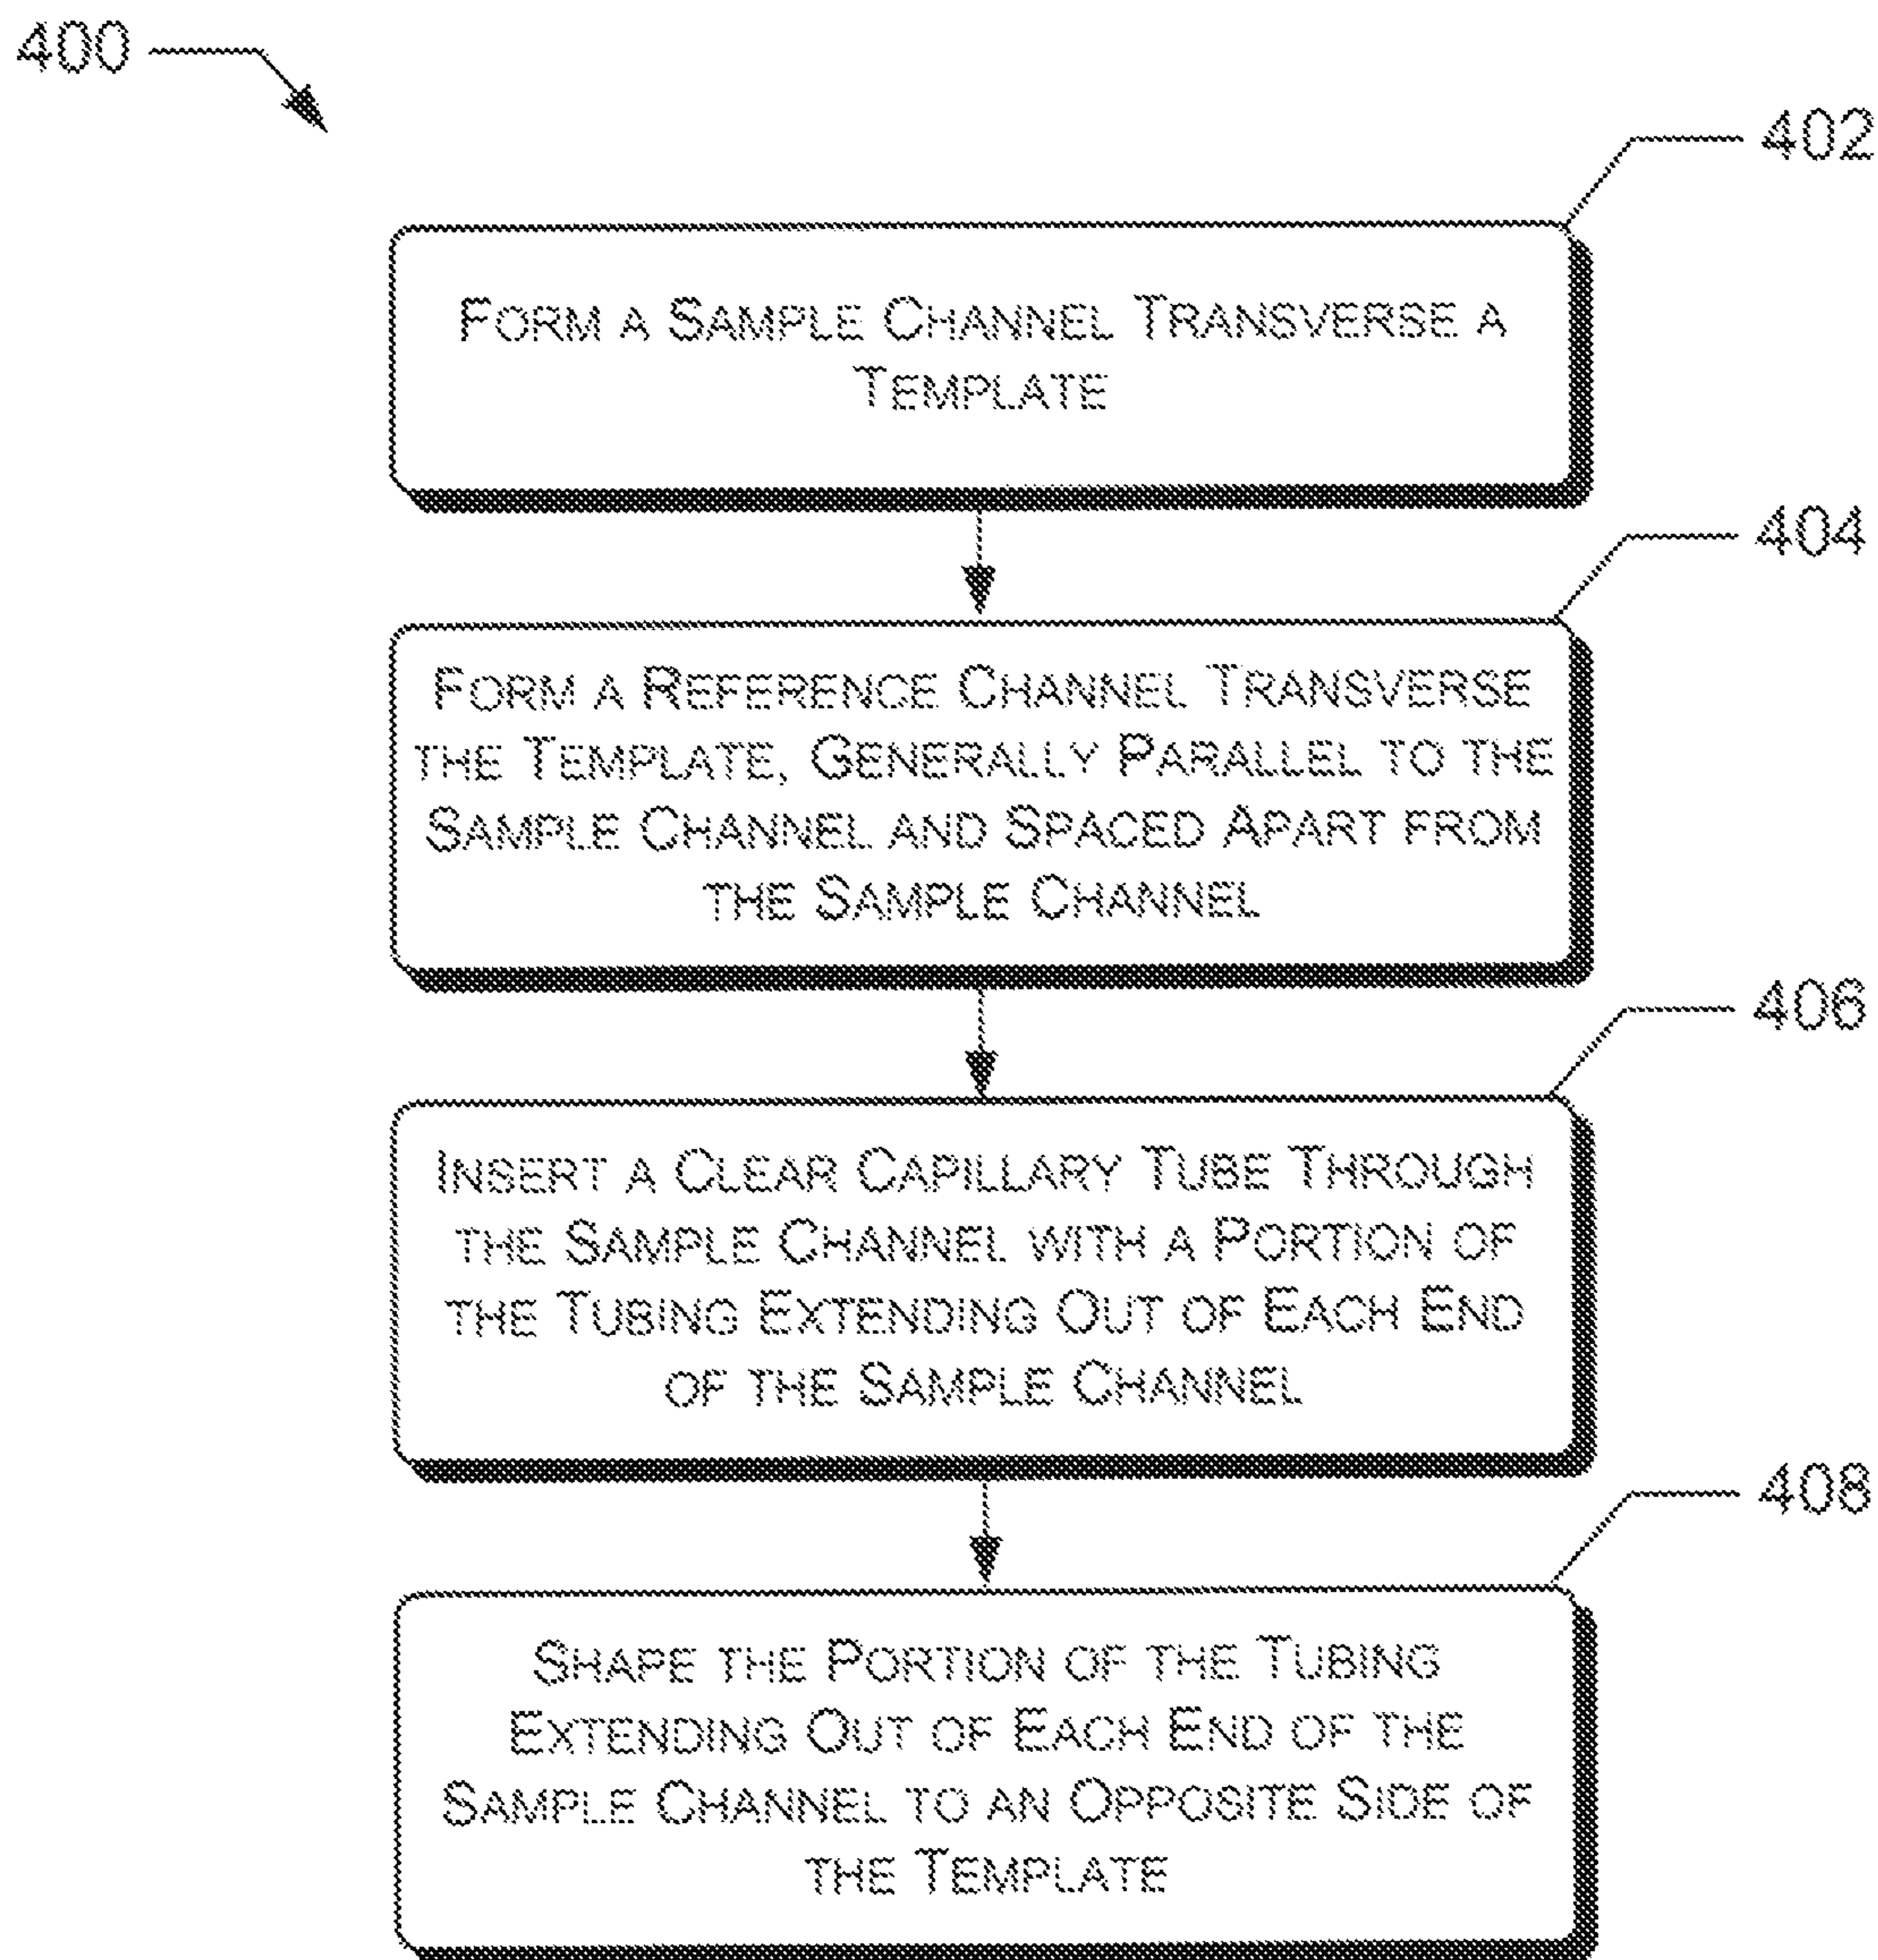 400
402
FORM A SAMPLE CHANNEL TRANSVERSE A
TEMPLATE
404
FORM A REFERENCE CHANNEL TRANSVERSE
THE TEMPLATE, GENERALLY PARALLEL TO THE
SAMPLE CHANNEL AND SPACED APART FROM
THE SAMPLE CHANNEL
406
INSERT A CLEAR CAPILLARY TUBE THROUGH
THE SAMPLE CHANNEL WITH A PORTION OF
THE TUBING EXTENDING OUT OF EACH END
OF THE SAMPLE CHANNEL
408
SHAPE THE PORTION OF THE TUBING
EXTENDING OUT OF EACH END OF THE
SAMPLE CHANNEL TO AN OPPOSITE SIDE OF
THE TEMPLATE